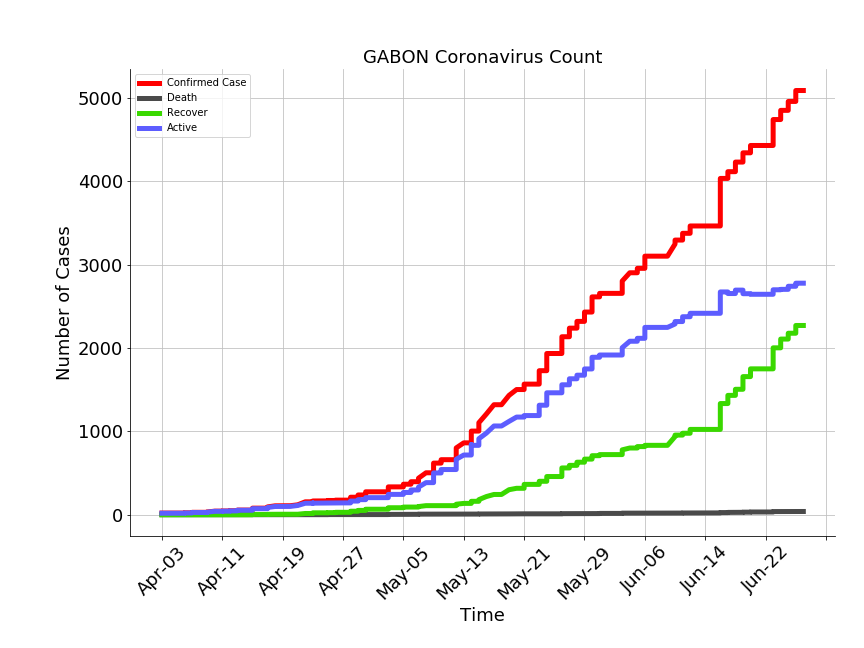 GABON Coronavirus Count
Confirmed Case
Death
Recover
Active
Number of Cases
5000
4000
3000
2000
1000
0
Apr-03
Apr-11
Apr-19
Apr-27
May-05
May-13
May-21
May-29
Jun-06
Jun-14
Jun-22
Time